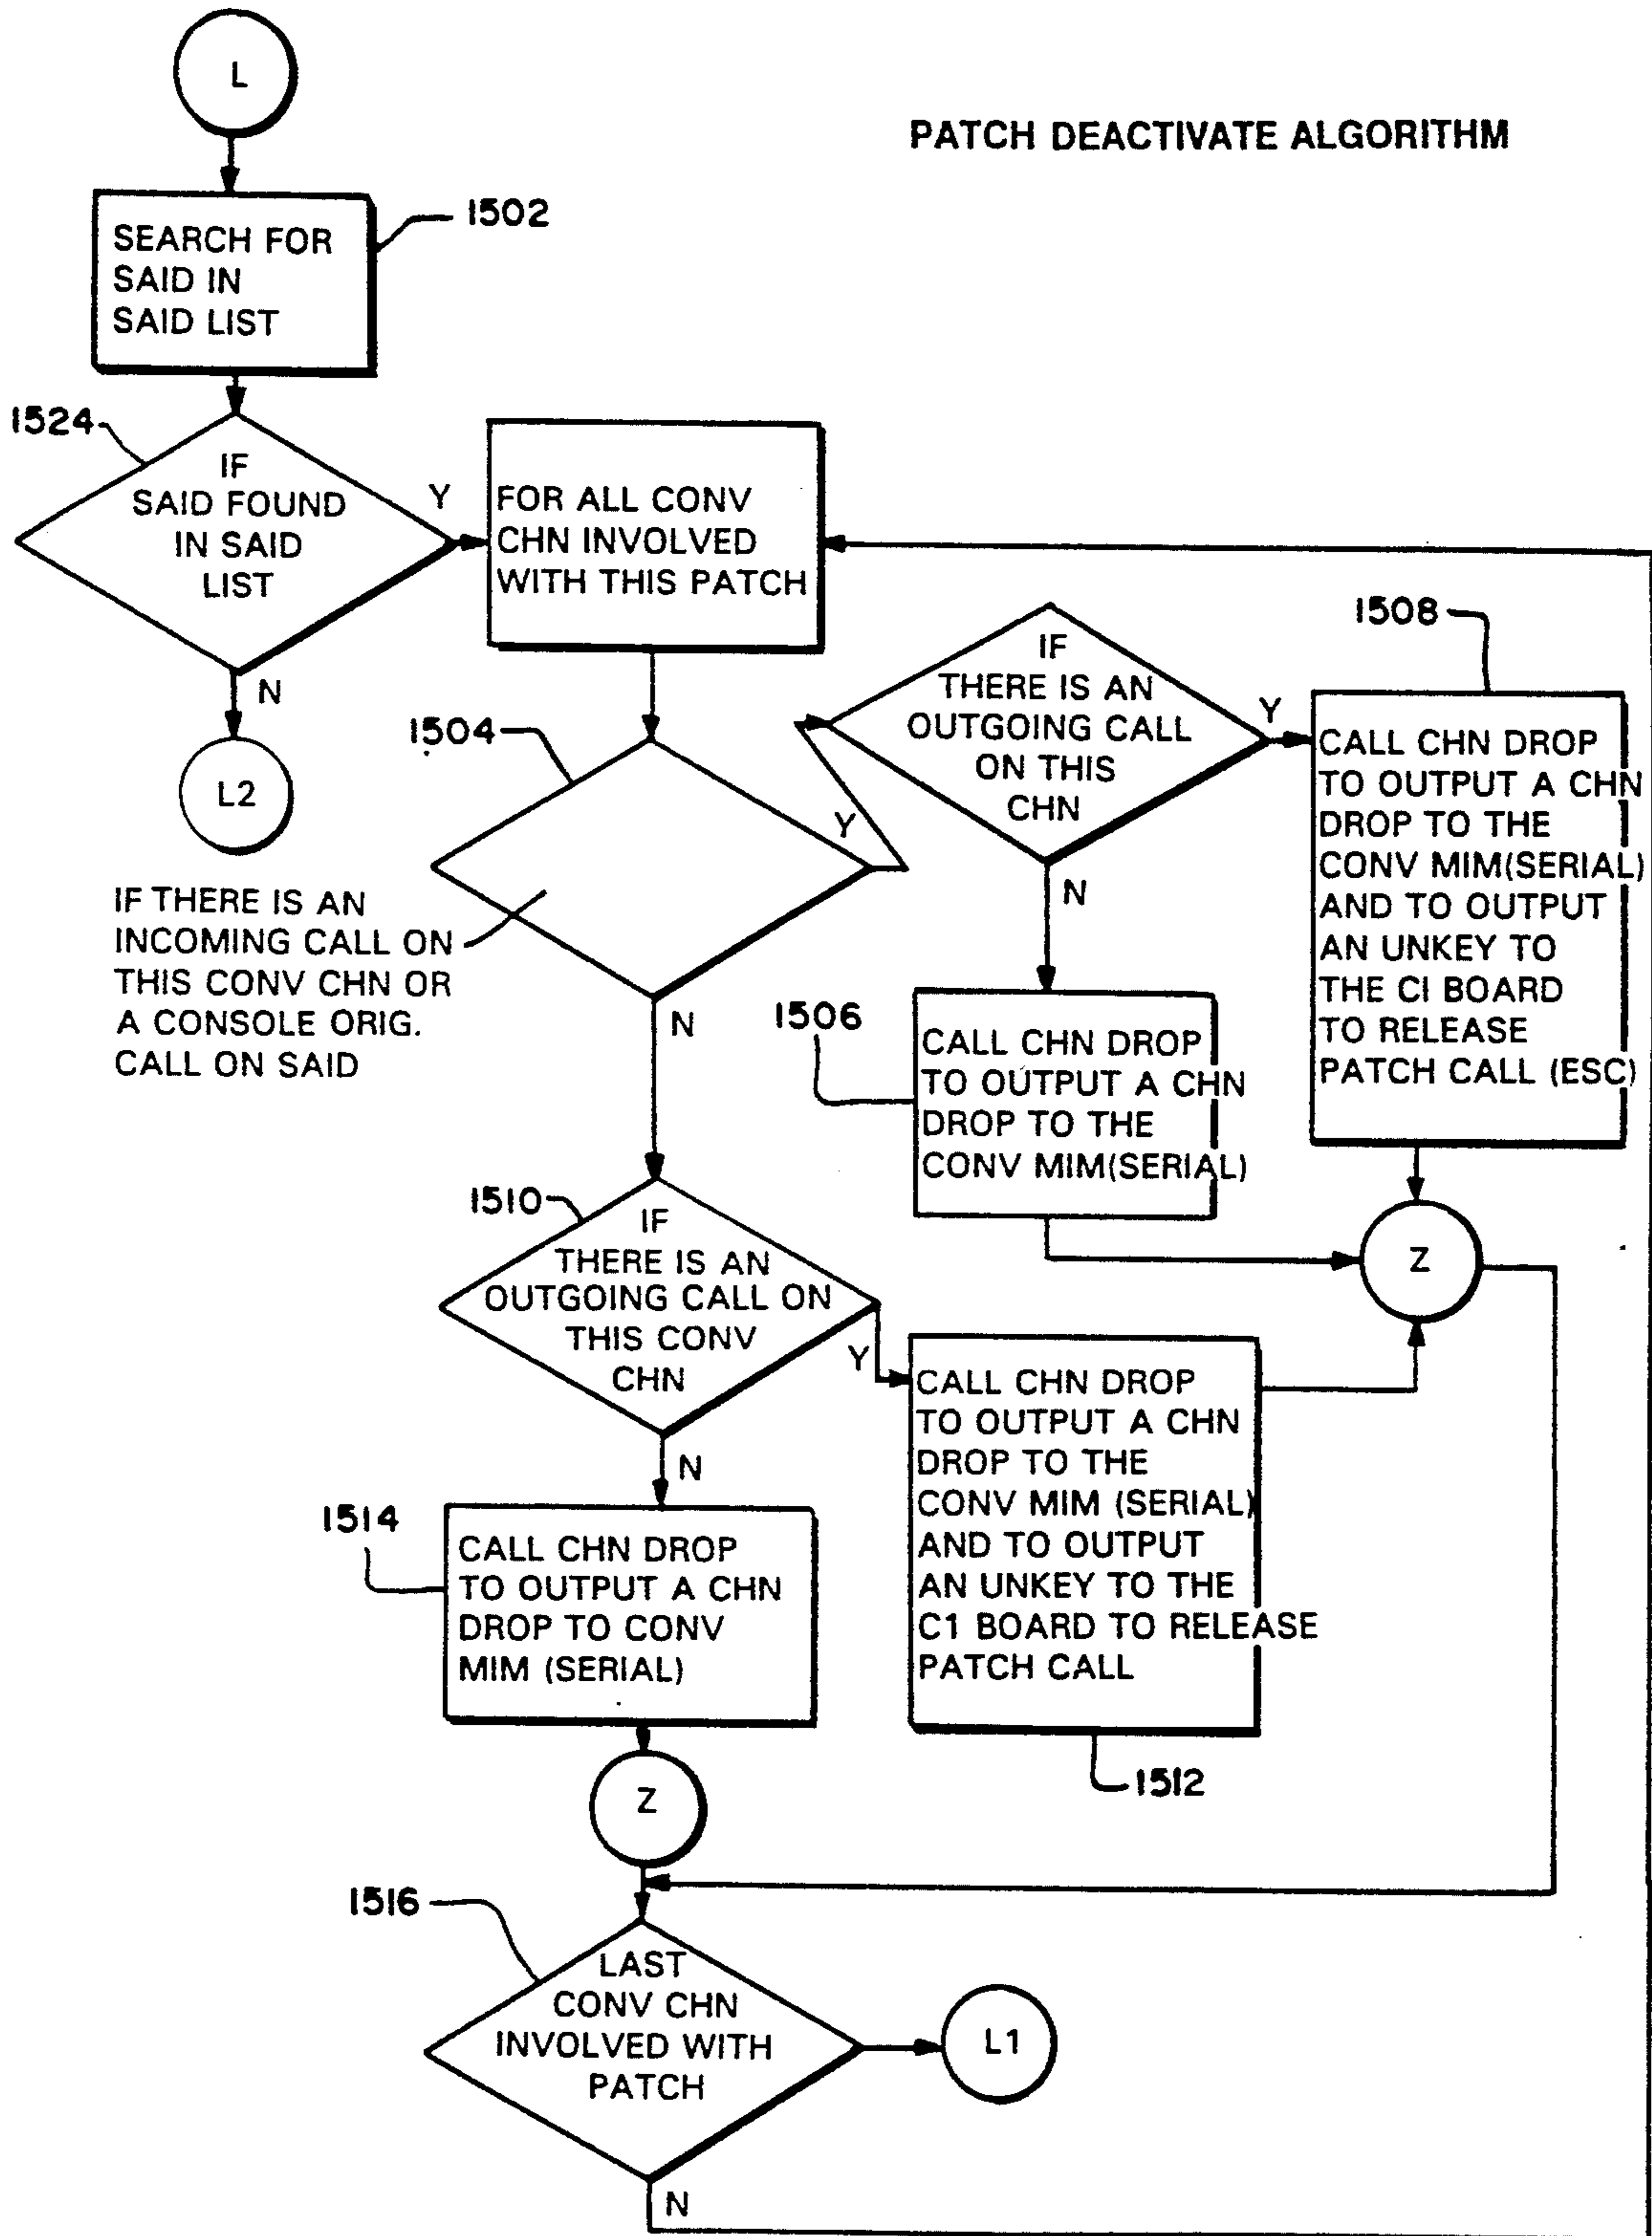 L
PATCH DEACTIVATE ALGORITHM
1502
SEARCH FOR
SAID IN
SAID LIST
1524
IF
SAID FOUND
IN SAID
LIST
Y
N
L2
FOR ALL CONV
CHN INVOLVED
WITH THIS PATCH
1504
Y
N
IF THERE IS AN
INCOMING CALL ON
THIS CONV CHN OR
A CONSOLE ORIG.
CALL ON SAID
IF
THERE IS AN
OUTGOING CALL
ON THIS
CHN
Y
N
1508
CALL CHN DROP
TO OUTPUT A CHN
DROP TO THE
CONV MIM(SERIAL)
AND TO OUTPUT
AN UNKEY TO
THE CI BOARD
TO RELEASE
PATCH CALL (ESC)
1506
CALL CHN DROP
TO OUTPUT A CHN
DROP TO THE
CONV MIM(SERIAL)
Z
1510
IF
THERE IS AN
OUTGOING CALL ON
THIS CONV
CHN
Y
N
CALL CHN DROP
TO OUTPUT A CHN
DROP TO THE
CONV MIM (SERIAL)
AND TO OUTPUT
AN UNKEY TO THE
C1 BOARD TO RELEASE
PATCH CALL
1512
1514
CALL CHN DROP
TO OUTPUT A CHN
DROP TO CONV
MIM (SERIAL)
Z
1516
LAST
CONV CHN
INVOLVED WITH
PATCH
L1
N